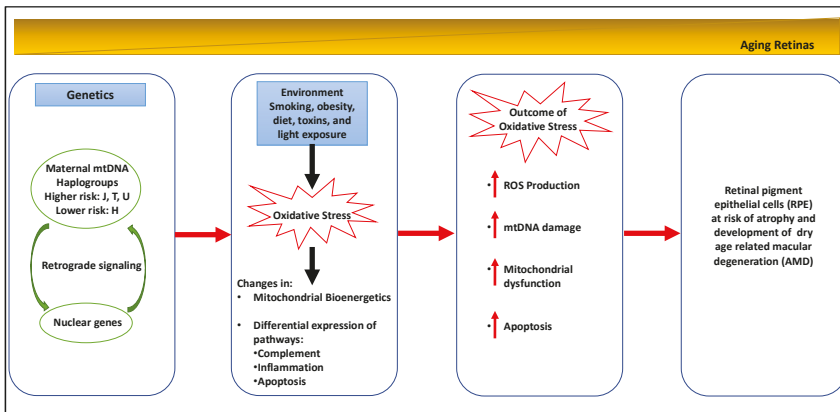 Aging Retinas
Genetics
Maternal mtDNA
Haplogroups
Higher risk: J, T, U
Lower risk: H
Retrograde signaling
Nuclear genes
Environment
Smoking, obesity,
diet, toxins, and
light exposure
Oxidative Stress
Changes in:
• Mitochondrial Bioenergetics
• Differential expression of
pathways:
•Complement
•Inflammation
•Apoptosis
Outcome of
Oxidative Stress
• ROS Production
• mtDNA damage
• Mitochondrial
dysfunction
• Apoptosis
Retinal pigment
epithelial cells (RPE)
at risk of atrophy and
development of dry
age related macular
degeneration (AMD)